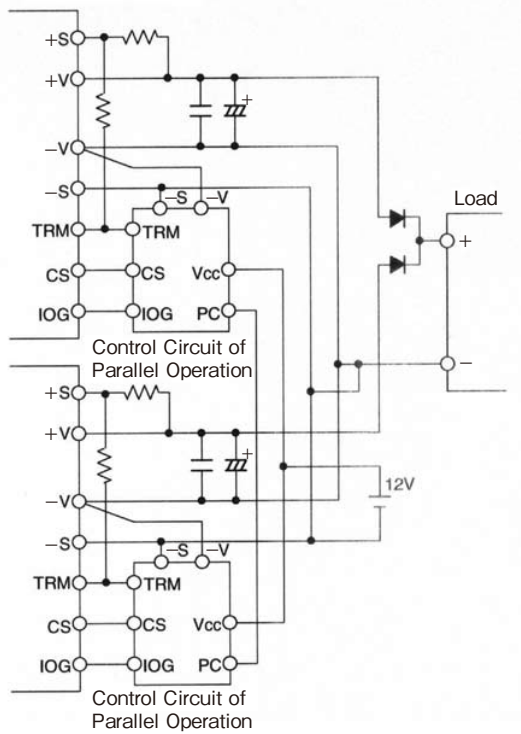 +S
+V
+
−V
−S
−S −V
Load
TRM TRM
+
CS CS Vcc
IOG IOG PC
Control Circuit of
Parallel Operation
−
+S
+V
+
12V
−V
−S
−S −V
TRM TRM
CS CS Vcc
IOG IOG PC
Control Circuit of
Parallel Operation